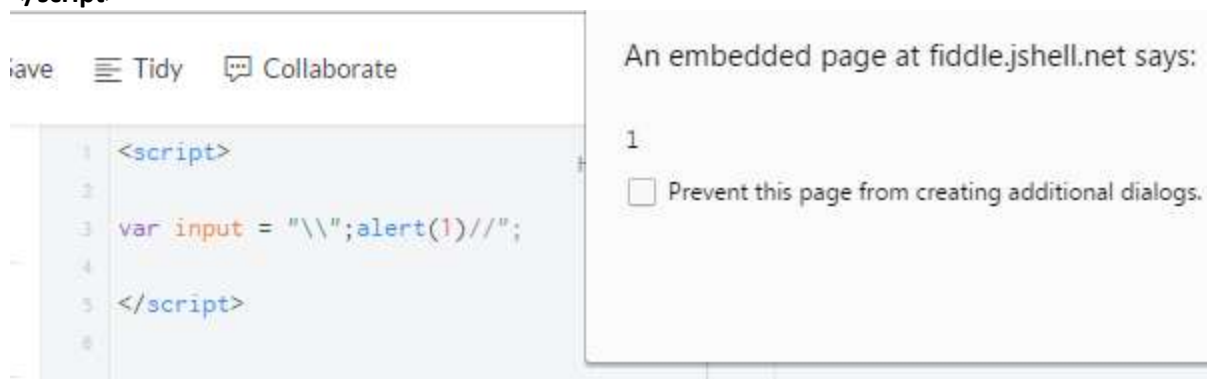 /script
ave Tidy Collaborate
1 <script>
2
3 var input = "\\";alert(1)//";
4
5 </script>
6
An embedded page at fiddle.jshell.net says:
1
Prevent this page from creating additional dialogs.